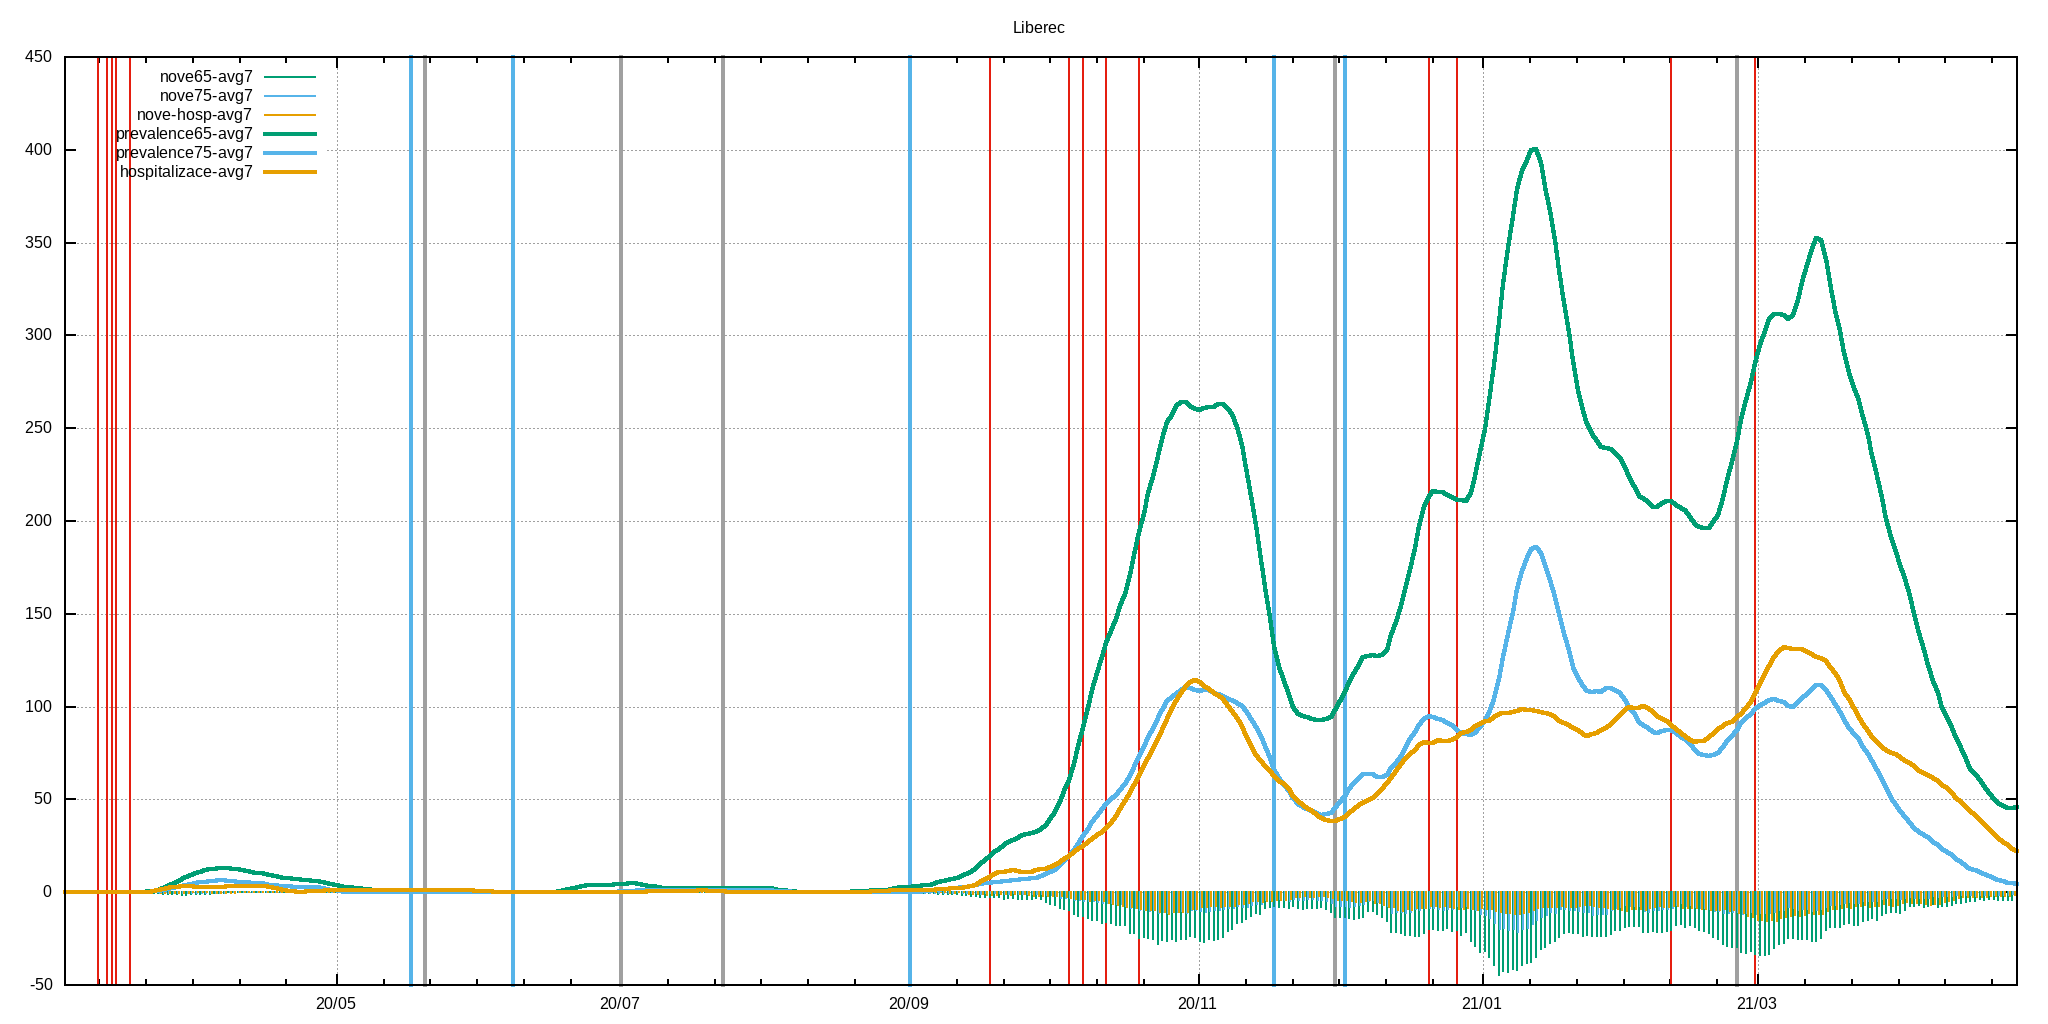 Liberec
450
400
350
300
250
200
150
100
50
0
-50
nove65-avg7
nove75-avg7
nove-hosp-avg7
prevalence65-avg7
prevalence75-avg7
hospitalizace-avg7
20/05 20/07 20/09 20/11 21/01 21/03